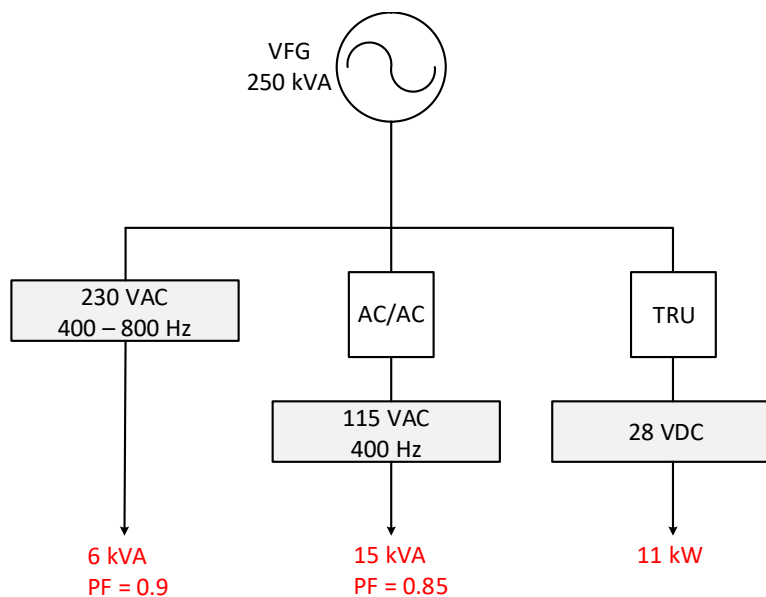 VFG
250 kVA
230 VAC
400 – 800 Hz
AC/AC
TRU
115 VAC
400 Hz
28 VDC
6 kVA
PF = 0.9
15 kVA
PF = 0.85
11 kW